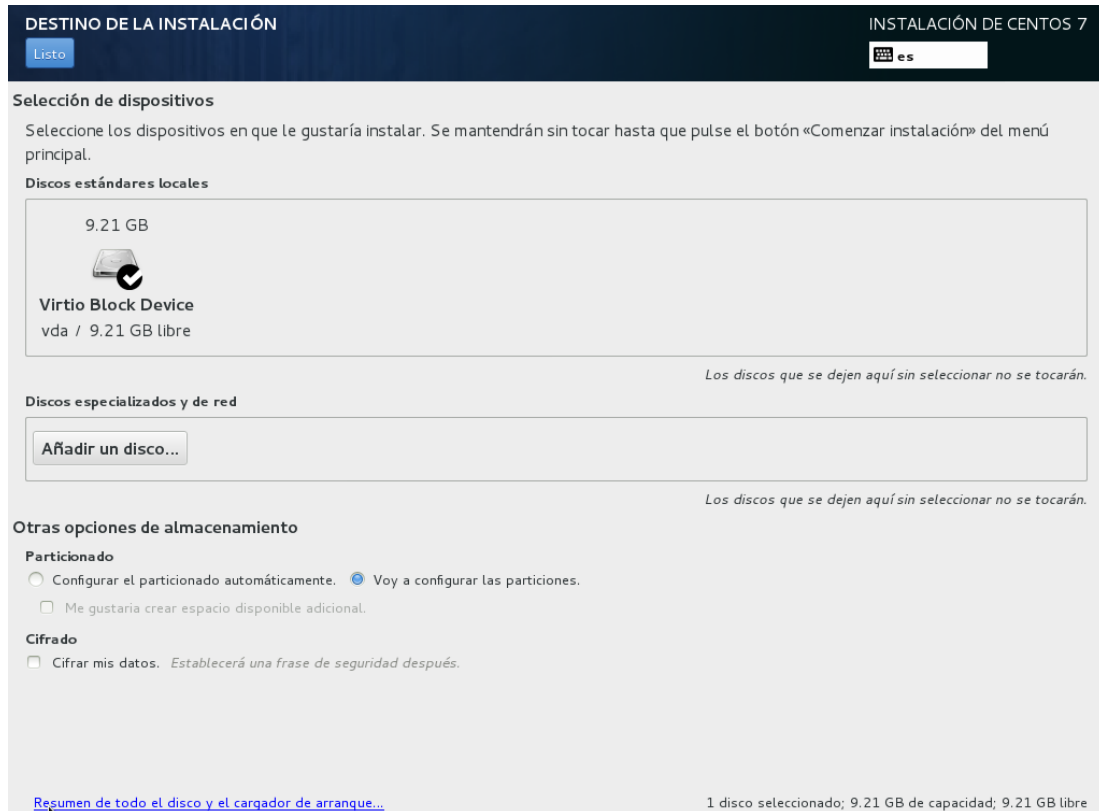 DESTINO DE LA INSTALACIÓN
INSTALACIÓN DE CENTOS 7
Listo
es
Selección de dispositivos
Seleccione los dispositivos en que le gustaría instalar. Se mantendrán sin tocar hasta que pulse el botón «Comenzar instalación» del menú
principal.
Discos estándares locales
9.21 GB
Virtio Block Device
vda / 9.21 GB libre
Los discos que se dejen aquí sin seleccionar no se tocarán.
Discos especializados y de red
Añadir un disco...
Los discos que se dejen aquí sin seleccionar no se tocarán.
Otras opciones de almacenamiento
Particionado
Configurar el particionado automáticamente. Voy a configurar las particiones.
Me gustaria crear espacio disponible adicional.
Cifrado
Cifrar mis datos. Establecerá una frase de seguridad después.
Resumen de todo el disco y el cargador de arranque...
1 disco seleccionado; 9.21 GB de capacidad; 9.21 GB libre